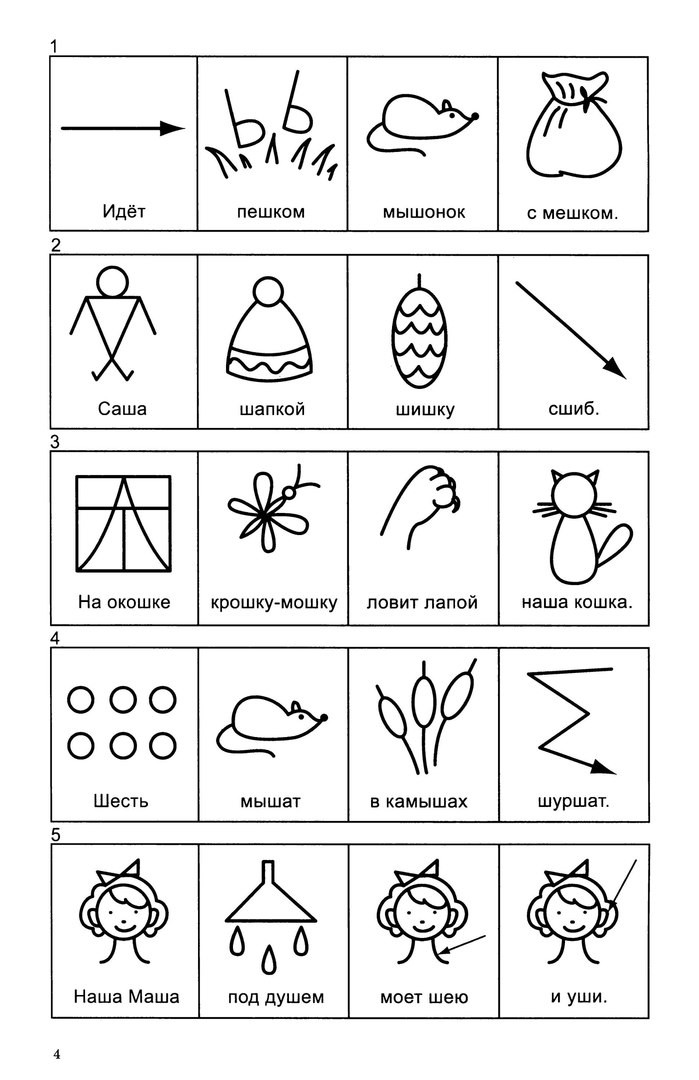 1
Идёт пешком мышонок с мешком.
2
Саша шапкой шишку сшиб.
3
На окошке крошку-мошку ловит лапой наша кошка.
4
Шесть мышат в камышах шуршат.
5
Наша Маша под душем моет шею и уши.
4